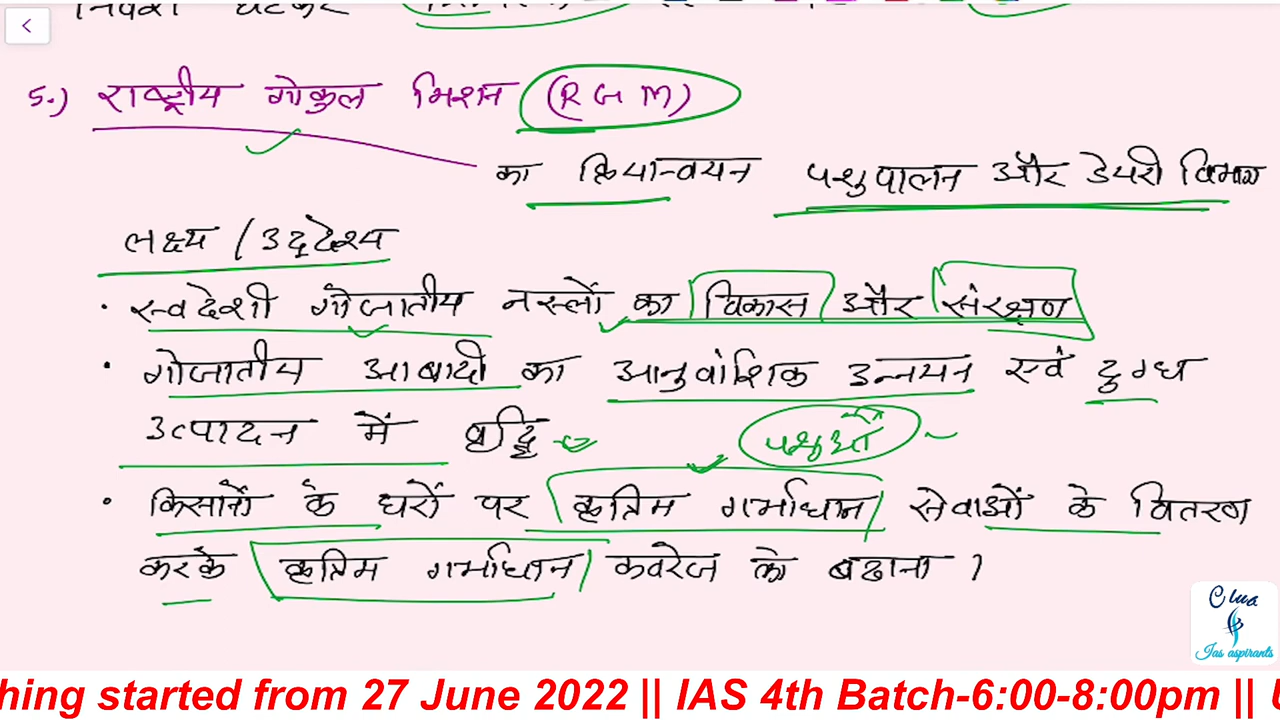 5.) राष्ट्रीय गोकुल मिशन (RGM)
का क्रियान्वयन पशुपालन और डेयरी विभाग
लक्ष्य / उद्देश्य
• स्वदेशी गोजातीय नस्लों का विकास और संरक्षण
• गोजातीय आबादी का आनुवांशिक उन्नयन एवं दुग्ध
उत्पादन में वृद्धि
पशुओं
• किसानों के घरों पर कृत्रिम गर्भाधान सेवाओं के वितरण
करके कृत्रिम गर्भाधान कवरेज को बढाना।
Ias aspirants
hing started from 27 June 2022 || IAS 4th Batch-6:00-8:00pm ||